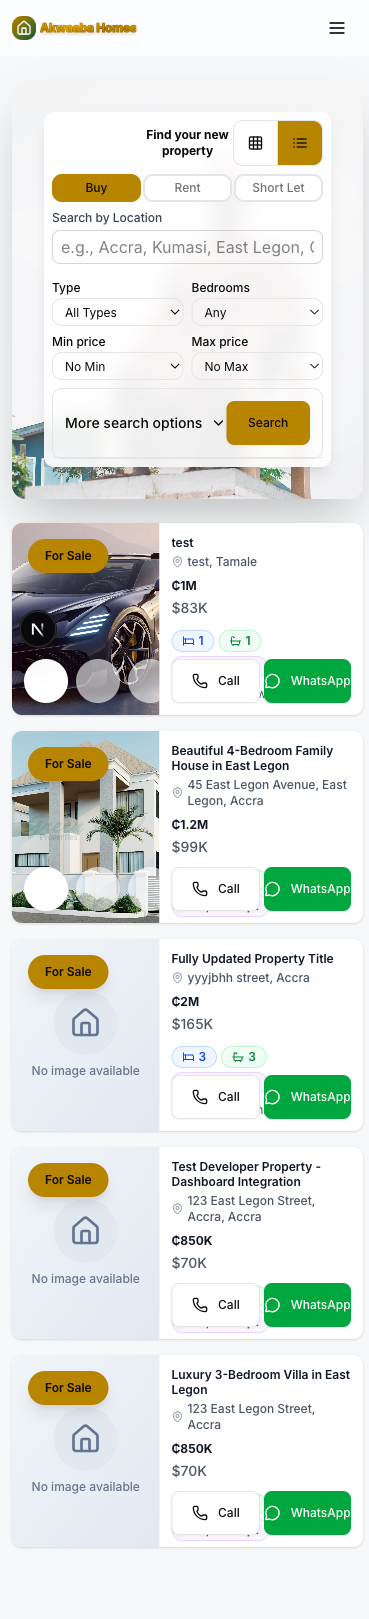 Akwaaba Homes
Find your new
property
Buy
Rent
Short Let
Search by Location
e.g., Accra, Kumasi, East Legon, 
Type
Bedrooms
All Types
Any
Min price
Max price
No Min
No Max
More search options
Search
For Sale
N
test
test, Tamale
₵1M
$83K
1
1
Call
WhatsApp
For Sale
Properties
Beautiful 4-Bedroom Family
House in East Legon
45 East Legon Avenue, East
Legon, Accra
₵1.2M
$99K
Call
WhatsApp
For Sale
No image available
Fully Updated Property Title
yyyjbhh street, Accra
₵2M
$165K
3
3
Call
WhatsApp
For Sale
No image available
Test Developer Property -
Dashboard Integration
123 East Legon Street,
Accra, Accra
₵850K
$70K
Call
WhatsApp
For Sale
No image available
Luxury 3-Bedroom Villa in East
Legon
123 East Legon Street,
Accra
₵850K
$70K
Call
WhatsApp